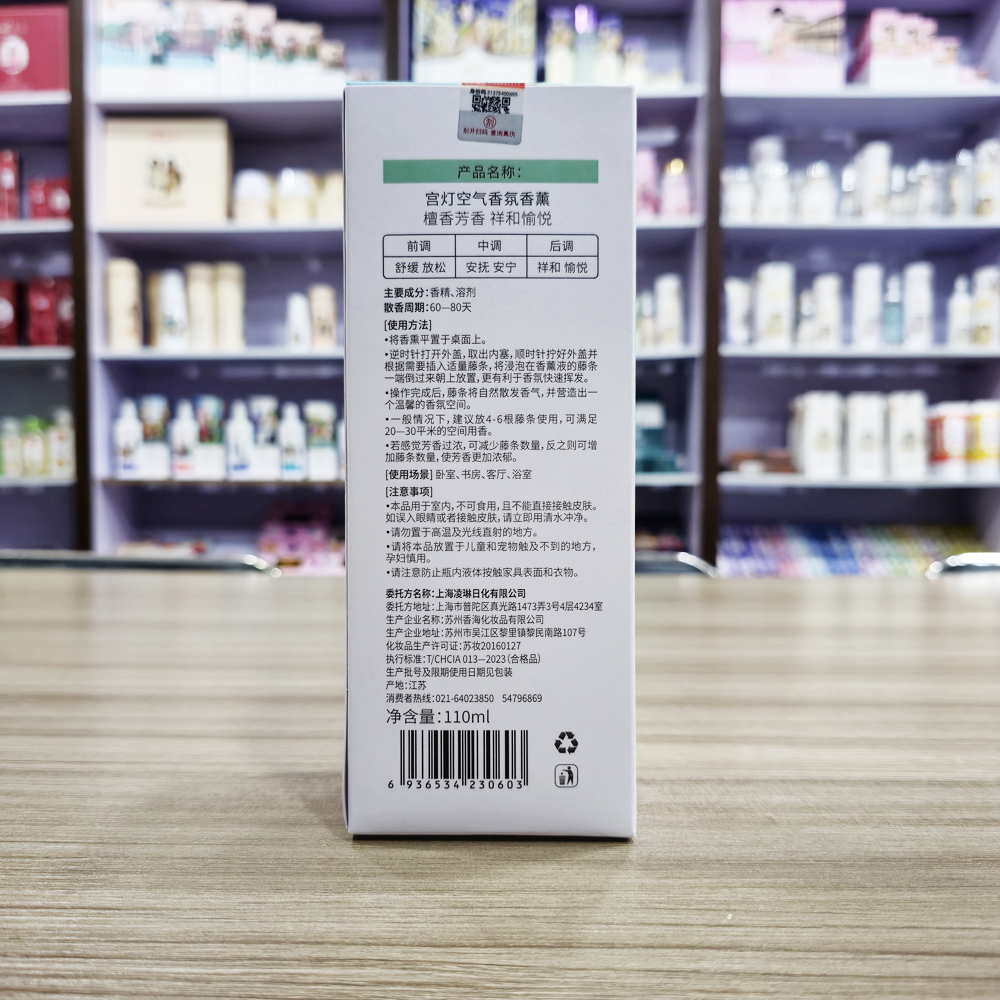 身份码
刮
刮开扫码 查询真伪
产品名称：
宫灯空气香氛香薰
檀香芳香 祥和愉悦
前调 中调 后调
舒缓 放松 安抚 安宁 祥和 愉悦
主要成分：香精、溶剂
散香周期：60—80天
[使用方法]
•将香熏平置于桌面上。
•逆时针打开外盖，取出内塞，顺时针拧好外盖并
根据需要插入适量藤条，将浸泡在香薰液的藤条
一端倒过来朝上放置，更有利于香氛快速挥发。
•操作完成后，藤条将自然散发香气，并营造出一
个温馨的香氛空间。
•一般情况下，建议放4-6根藤条使用，可满足
20—30平米的空间用香。
•若感觉芳香过浓，可减少藤条数量，反之则可增
加藤条数量，使芳香更加浓郁。
[使用场景] 卧室、书房、客厅、浴室
[注意事项]
•本品用于室内，不可食用，且不能直接接触皮肤。
如误入眼睛或者接触皮肤，请立即用清水冲净。
•请勿置于高温及光线直射的地方。
•请将本品放置于儿童和宠物触及不到的地方，
孕妇慎用。
•请注意防止瓶内液体按触家具表面和衣物。
委托方名称：上海凌琳日化有限公司
委托方地址：上海市普陀区真光路1473弄3号4层4234室
生产企业名称：苏州香海化妆品有限公司
生产企业地址：苏州市吴江区黎里镇黎民南路107号
化妆品生产许可证：苏妆20160127
执行标准：T/CHCIA 013—2023（合格品）
生产批号及限期使用日期见包装
产地：江苏
消费者热线：021-64023850 54796869
净含量：110ml
6 936534 230603